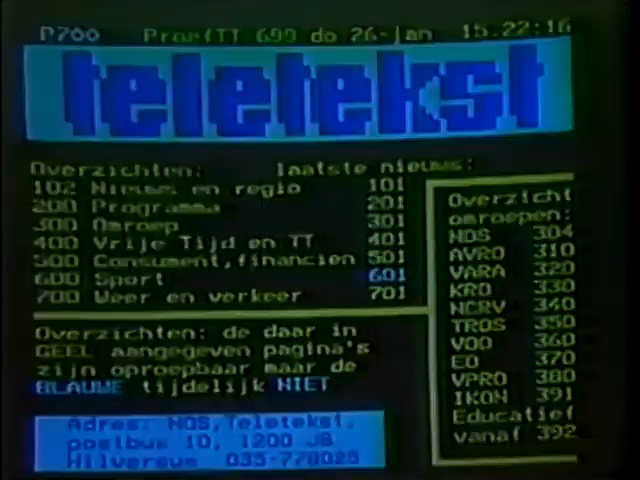 P700 ProefTT 699 do 26-jan 15:22:16
teletekst
Overzichten: laatste nieuws:
102 Nieuws en regio 101
200 Programma 201
300 Omroep 301
400 Vrije Tijd en TT 401
500 Consument,financien 501
600 Sport 601
700 Weer en verkeer 701
Overzichten: de daar in
GEEL aangegeven pagina's
zijn oproepbaar maar de
BLAUWE tijdelijk NIET
Adres: NOS,Teletekst,
postbus 10, 1200 JB
Hilversum 035-778025
Overzicht
omroepen:
NOS 304
AVRO 310
VARA 320
KRO 330
NCRV 340
TROS 350
VOO 360
EO 370
VPRO 380
IKON 391
Educatief
vanaf 392